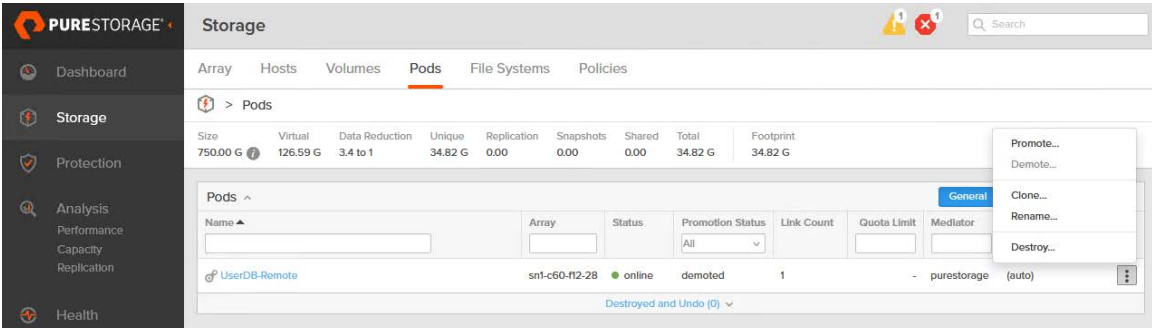 PURESTORAGE®
Storage
1
1
Search
Dashboard
Storage
Protection
Analysis
Performance
Capacity
Replication
Health
Array Hosts Volumes Pods File Systems Policies
> Pods
Size Virtual Data Reduction Unique Replication Snapshots Shared Total Footprint
750.00 G 126.59 G 3.4 to 1 34.82 G 0.00 0.00 0.00 34.82 G 34.82 G
Pods
General
Name Array Status Promotion Status Link Count Quota Limit Mediator
All
UserDB-Remote sn1-c60-f12-28 online demoted 1 - purestorage (auto)
Destroyed and Undo (0)
Promote...
Demote...
Clone...
Rename...
Destroy...